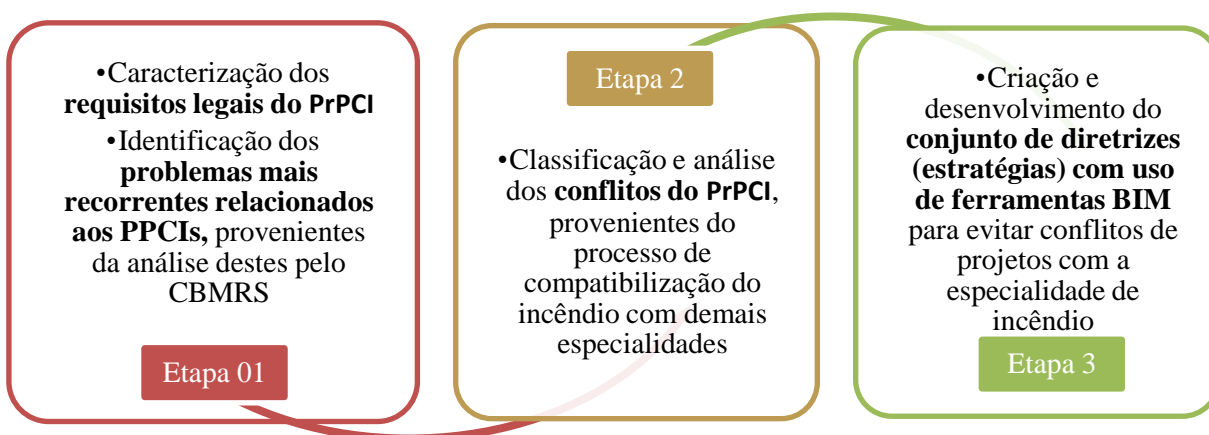 •Caracterização dos
requisitos legais do PrPCI
•Identificação dos
problemas mais
recorrentes relacionados
aos PPCIs, provenientes
da análise destes pelo
CBMRS
Etapa 01
Etapa 2
•Classificação e análise
dos conflitos do PrPCI,
provenientes do
processo de
compatibilização do
incêndio com demais
especialidades
•Criação e
desenvolvimento do
conjunto de diretrizes
(estratégias) com uso
de ferramentas BIM
para evitar conflitos de
projetos com a
especialidade de
incêndio
Etapa 3